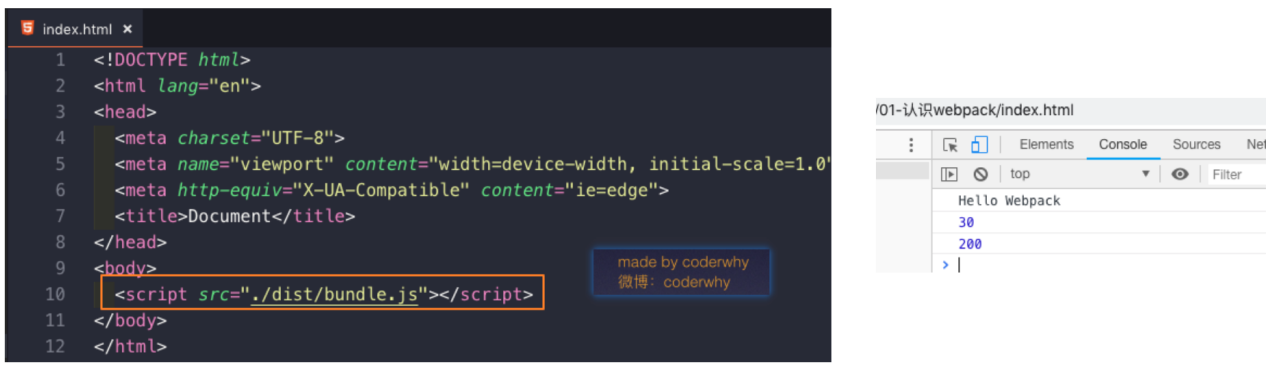 index.html ×
1 <!DOCTYPE html>
2 <html lang="en">
3 <head>
4 <meta charset="UTF-8">
5 <meta name="viewport" content="width=device-width, initial-scale=1.0"
6 <meta http-equiv="X-UA-Compatible" content="ie=edge">
7 <title>Document</title>
8 </head>
9 <body>
10 <script src="./dist/bundle.js"></script>
11 </body>
12 </html>
made by coderwhy
微博：coderwhy
/01-认识webpack/index.html
Elements Console Sources Net
top Filter
Hello Webpack
30
200
›